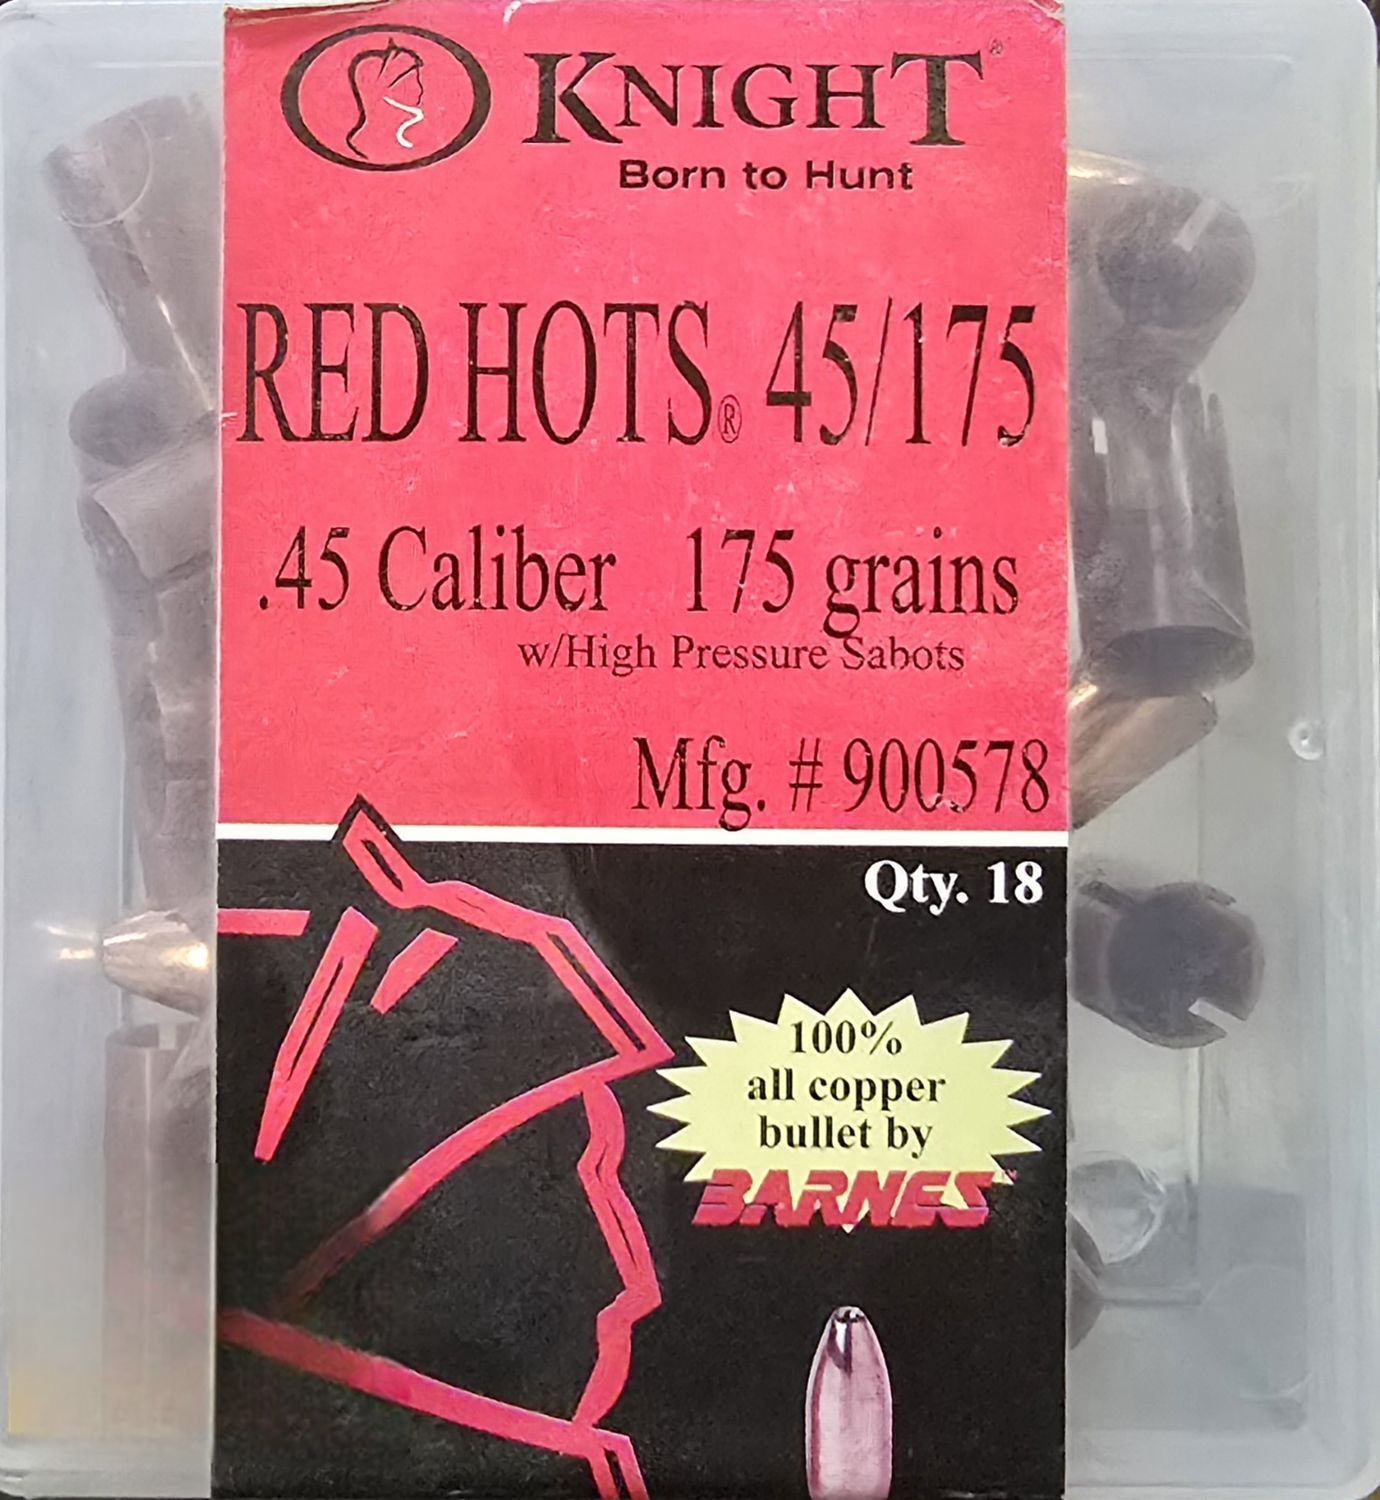 KNIGHT®
Born to Hunt
RED HOTS® 45/175
.45 Caliber 175 grains
w/High Pressure Sabots
Mfg. # 900578
Qty. 18
100%
all copper
bullet by
BARNES™